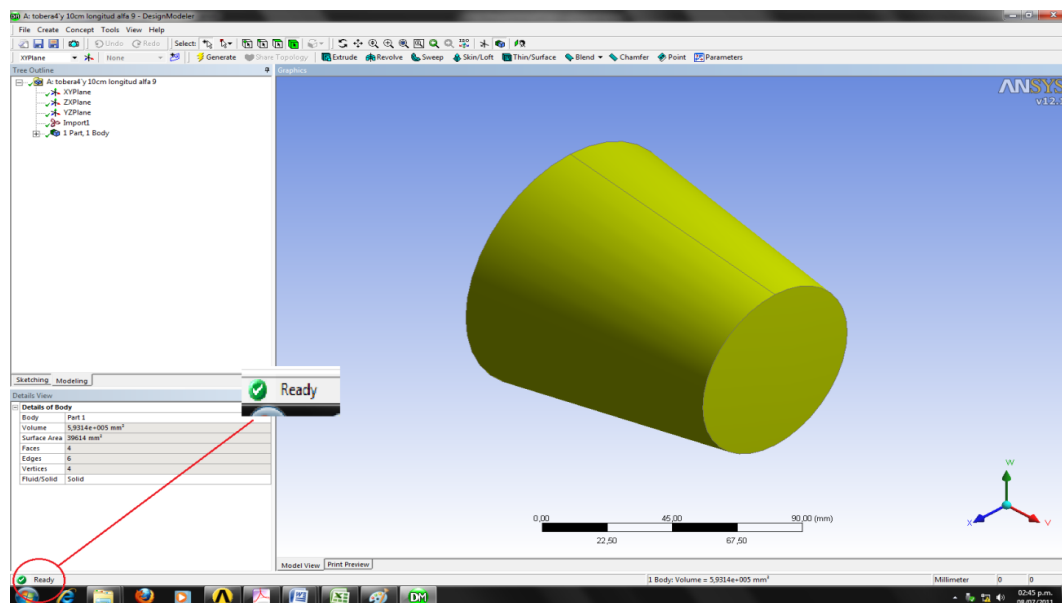 A: tobera4'y 10cm longitud alfa 9 - DesignModeler
File Create Concept Tools View Help
Undo Redo Select:
XYPlane None Generate Share Topology Extrude Revolve Sweep Skin/Loft Thin/Surface Blend Chamfer Point Parameters
Tree Outline
A: tobera4'y 10cm longitud alfa 9
XYPlane
ZXPlane
YZPlane
Import1
1 Part, 1 Body
Sketching Modeling
Details View
Details of Body
Body Part 1
Volume 5,9314e+005 mm³
Surface Area 39614 mm²
Faces 4
Edges 6
Vertices 4
Fluid/Solid Solid
Ready
Graphics
ANSYS
v12.
0,00 45,00 90,00 (mm)
22,50 67,50
W
X Y
Model View Print Preview
Ready 1 Body: Volume = 5,9314e+005 mm³ Millimeter 0 0
DM
02:45 p.m.
08/07/2011